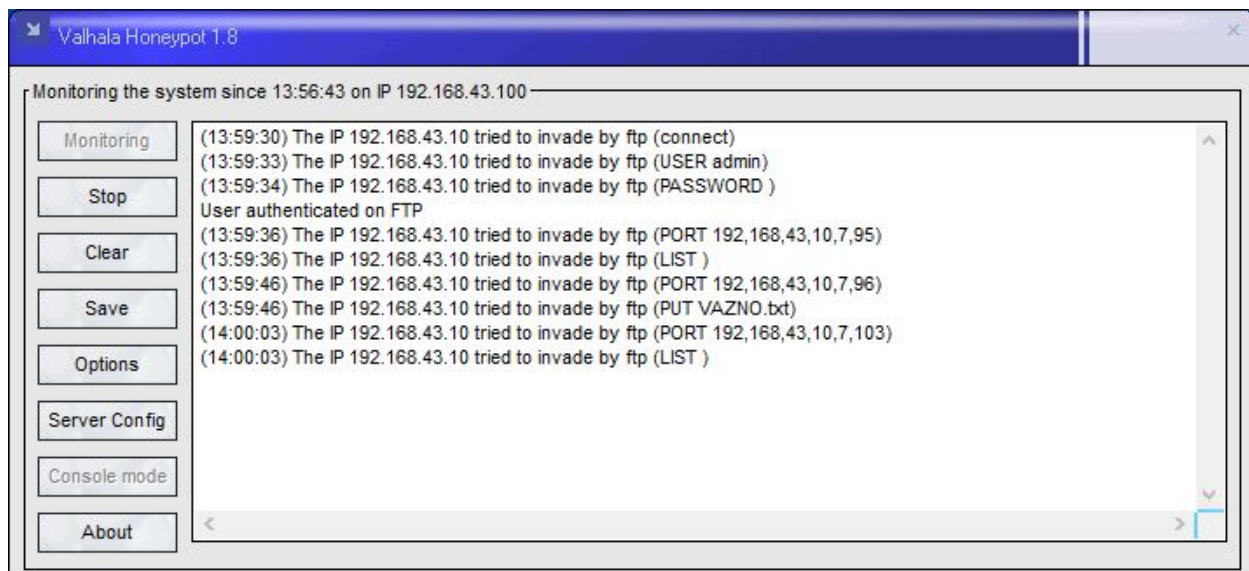 Valhala Honeypot 1.8
Monitoring the system since 13:56:43 on IP 192.168.43.100
Monitoring
Stop
Clear
Save
Options
Server Config
Console mode
About
(13:59:30) The IP 192.168.43.10 tried to invade by ftp (connect)
(13:59:33) The IP 192.168.43.10 tried to invade by ftp (USER admin)
(13:59:34) The IP 192.168.43.10 tried to invade by ftp (PASSWORD )
User authenticated on FTP
(13:59:36) The IP 192.168.43.10 tried to invade by ftp (PORT 192,168,43,10,7,95)
(13:59:36) The IP 192.168.43.10 tried to invade by ftp (LIST )
(13:59:46) The IP 192.168.43.10 tried to invade by ftp (PORT 192,168,43,10,7,96)
(13:59:46) The IP 192.168.43.10 tried to invade by ftp (PUT VAZNO.txt)
(14:00:03) The IP 192.168.43.10 tried to invade by ftp (PORT 192,168,43,10,7,103)
(14:00:03) The IP 192.168.43.10 tried to invade by ftp (LIST )